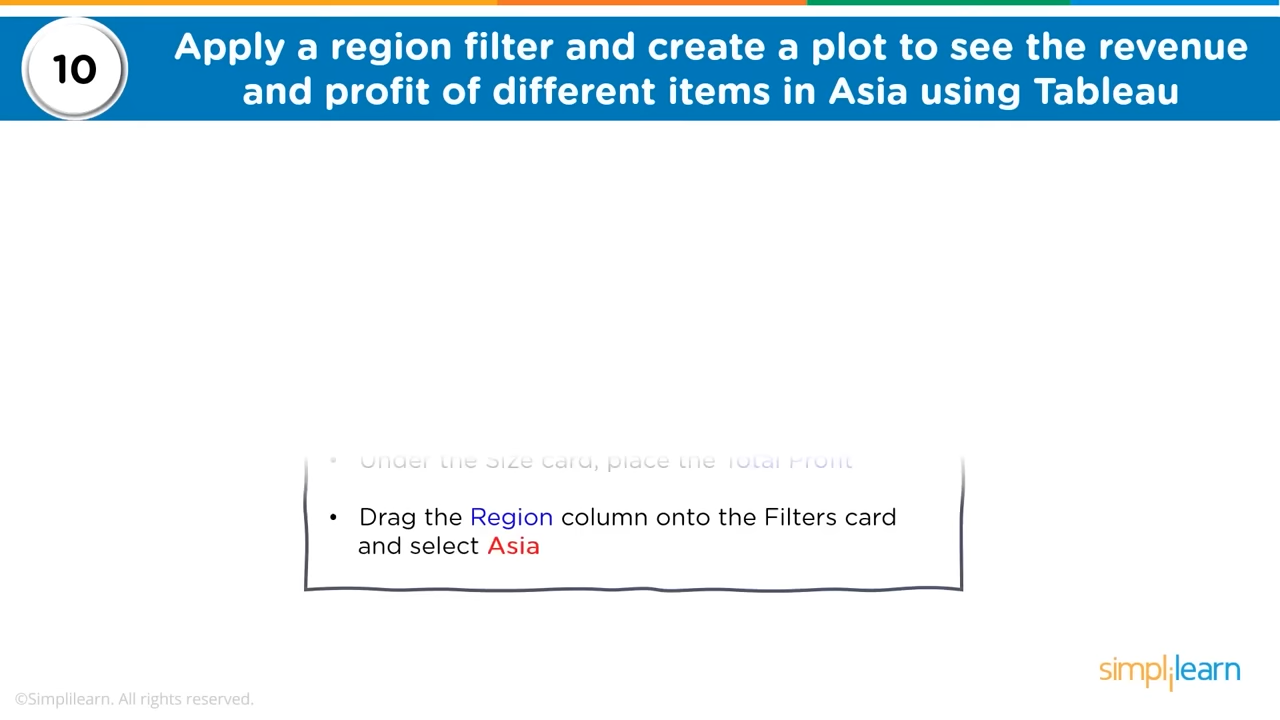 10
Apply a region filter and create a plot to see the revenue
and profit of different items in Asia using Tableau
• Under the Size card, place the Total Profit
• Drag the Region column onto the Filters card
and select Asia
simplilearn
©Simplilearn. All rights reserved.